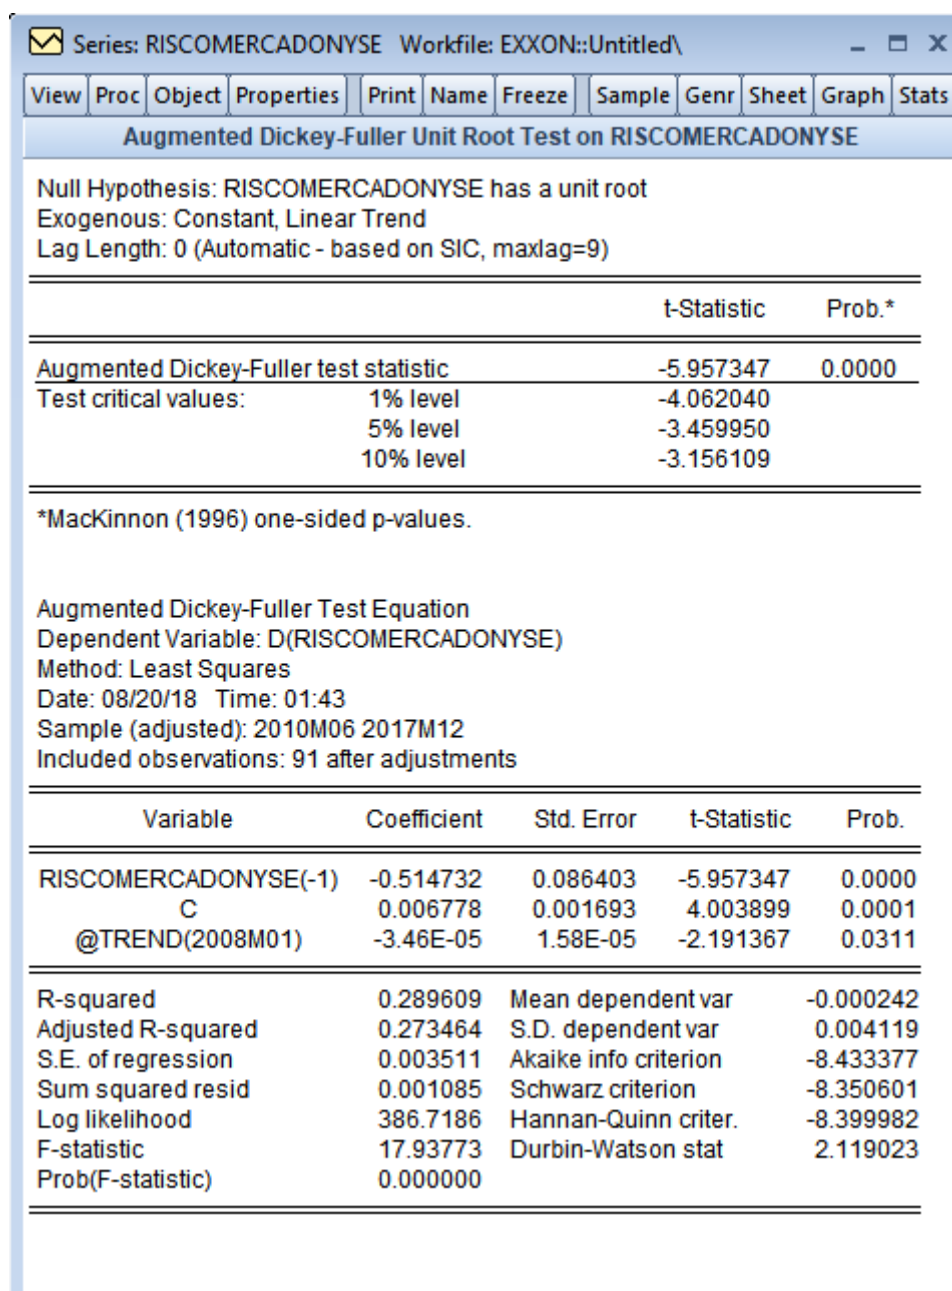 Series: RISCOMERCADONYSE Workfile: EXXON::Untitled\
View Proc Object Properties Print Name Freeze Sample Genr Sheet Graph Stats
Augmented Dickey-Fuller Unit Root Test on RISCOMERCADONYSE
Null Hypothesis: RISCOMERCADONYSE has a unit root
Exogenous: Constant, Linear Trend
Lag Length: 0 (Automatic - based on SIC, maxlag=9)
t-Statistic Prob.*
Augmented Dickey-Fuller test statistic -5.957347 0.0000
Test critical values: 1% level -4.062040
5% level -3.459950
10% level -3.156109
*MacKinnon (1996) one-sided p-values.
Augmented Dickey-Fuller Test Equation
Dependent Variable: D(RISCOMERCADONYSE)
Method: Least Squares
Date: 08/20/18 Time: 01:43
Sample (adjusted): 2010M06 2017M12
Included observations: 91 after adjustments
Variable Coefficient Std. Error t-Statistic Prob.
RISCOMERCADONYSE(-1) -0.514732 0.086403 -5.957347 0.0000
C 0.006778 0.001693 4.003899 0.0001
@TREND(2008M01) -3.46E-05 1.58E-05 -2.191367 0.0311
R-squared 0.289609 Mean dependent var -0.000242
Adjusted R-squared 0.273464 S.D. dependent var 0.004119
S.E. of regression 0.003511 Akaike info criterion -8.433377
Sum squared resid 0.001085 Schwarz criterion -8.350601
Log likelihood 386.7186 Hannan-Quinn criter. -8.399982
F-statistic 17.93773 Durbin-Watson stat 2.119023
Prob(F-statistic) 0.000000